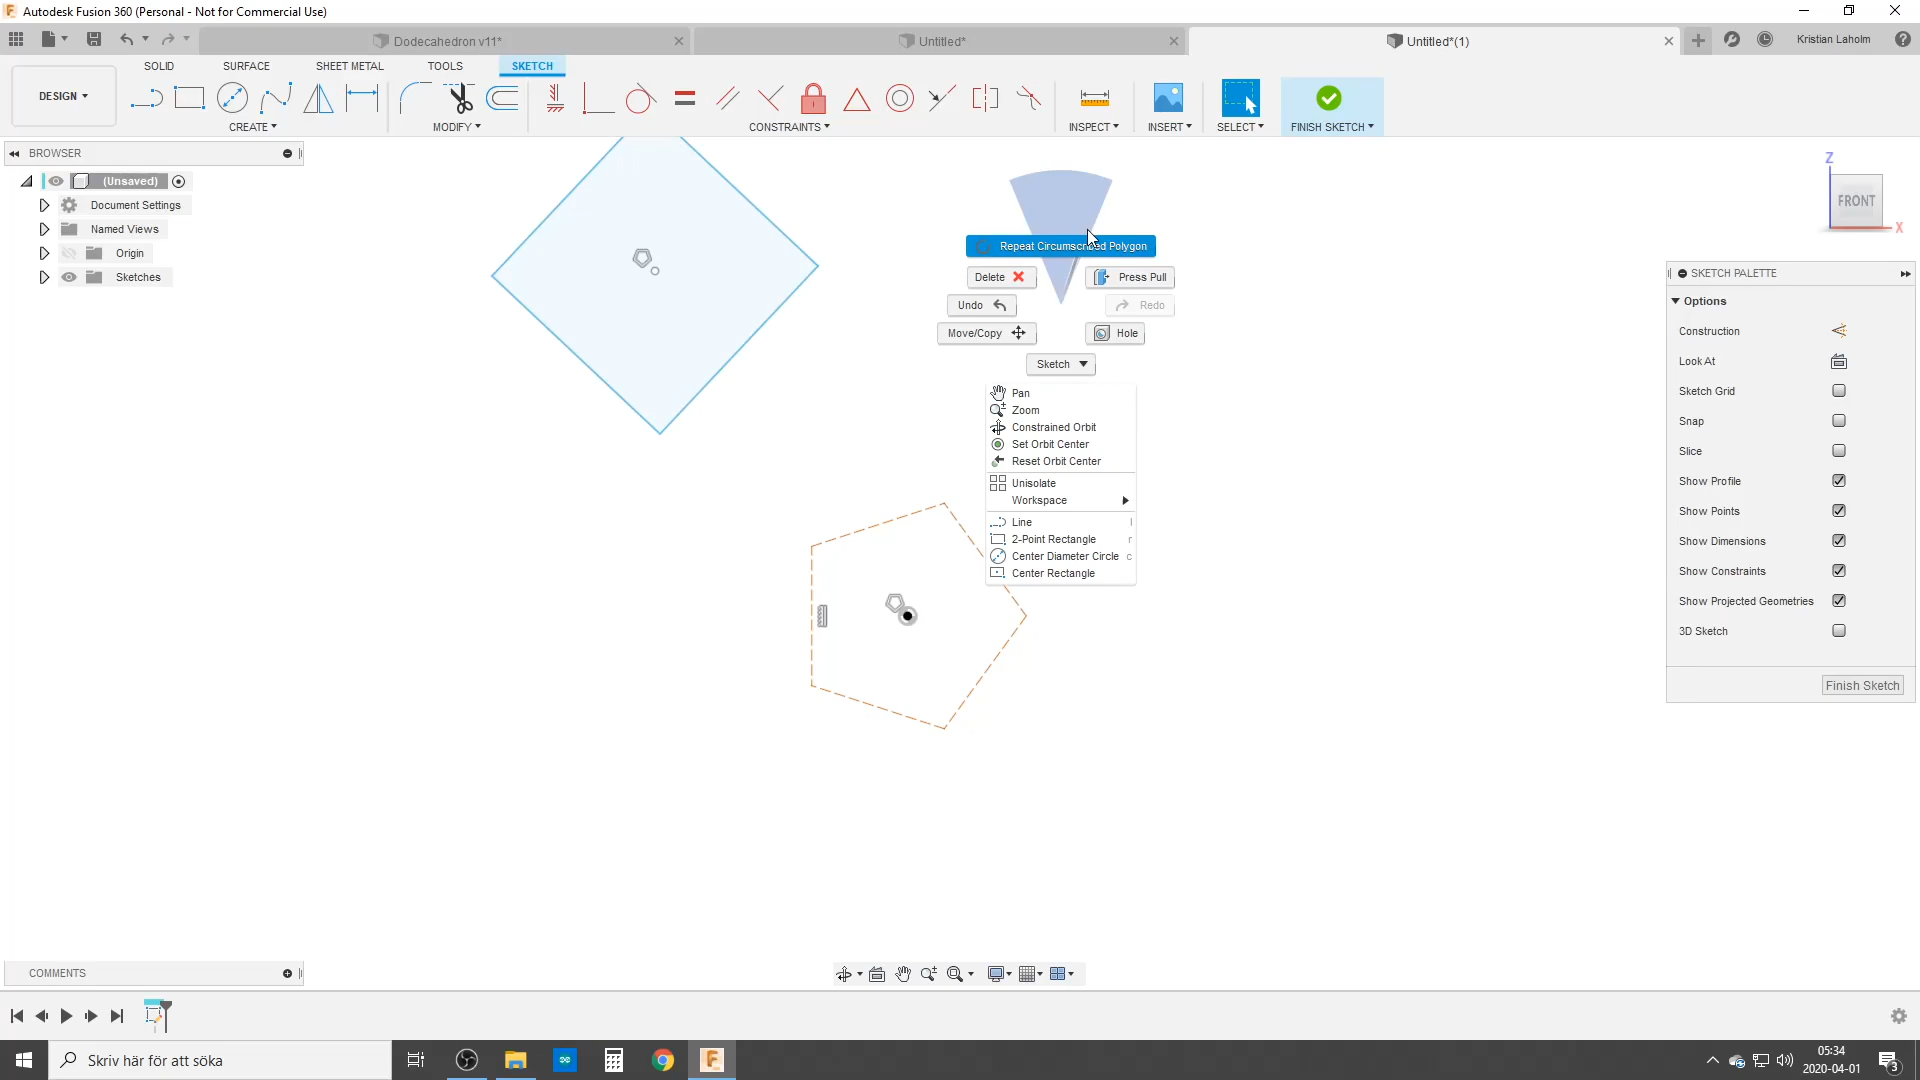 Autodesk Fusion 360 (Personal - Not for Commercial Use)
Dodecahedron v11*
Untitled*
Untitled*(1)
Kristian Laholm
SOLID
SURFACE
SHEET METAL
TOOLS
SKETCH
DESIGN
CREATE
MODIFY
CONSTRAINTS
INSPECT
INSERT
SELECT
FINISH SKETCH
BROWSER
(Unsaved)
Document Settings
Named Views
Origin
Sketches
Z
FRONT
X
Repeat Circumscribed Polygon
Delete
Press Pull
Undo
Redo
Move/Copy
Hole
Sketch
Pan
Zoom
Constrained Orbit
Set Orbit Center
Reset Orbit Center
Unisolate
Workspace
Line l
2-Point Rectangle r
Center Diameter Circle c
Center Rectangle
SKETCH PALETTE
Options
Construction
Look At
Sketch Grid
Snap
Slice
Show Profile
Show Points
Show Dimensions
Show Constraints
Show Projected Geometries
3D Sketch
Finish Sketch
COMMENTS
Skriv här för att söka
05:34
2020-04-01
3